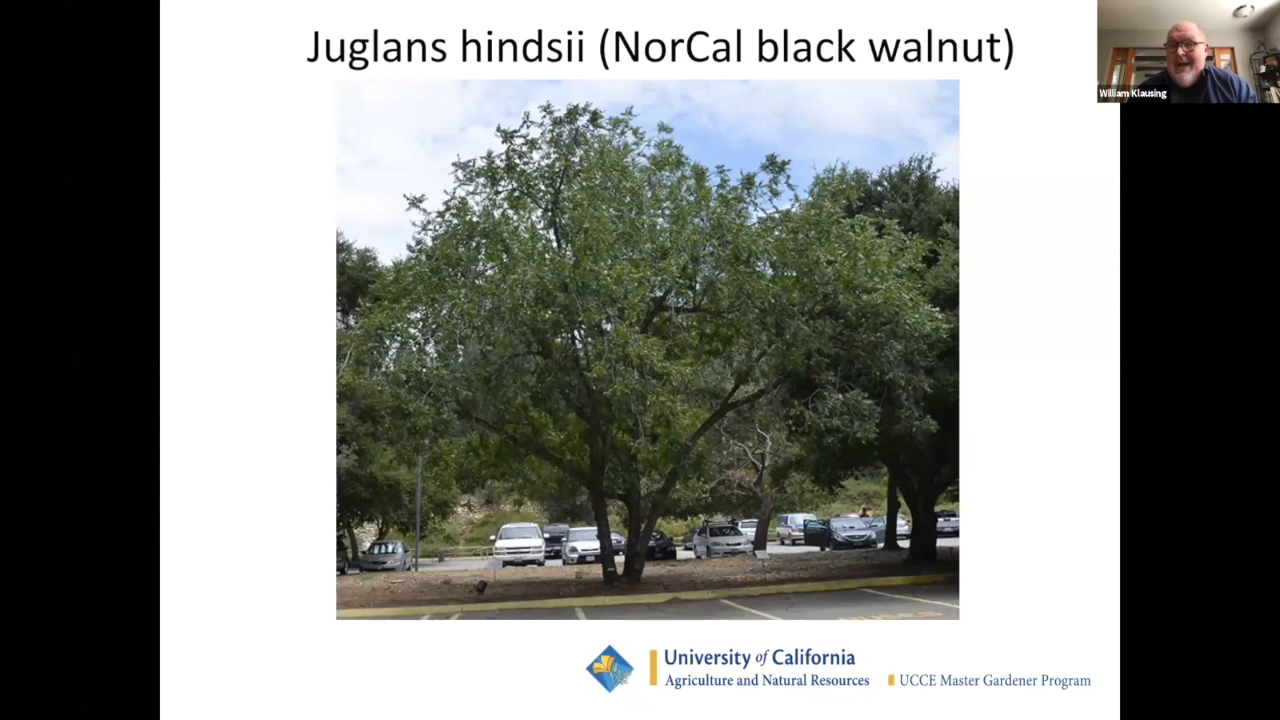 Juglans hindsii (NorCal black walnut)
William Klausing
University of California
Agriculture and Natural Resources
UCCE Master Gardener Program